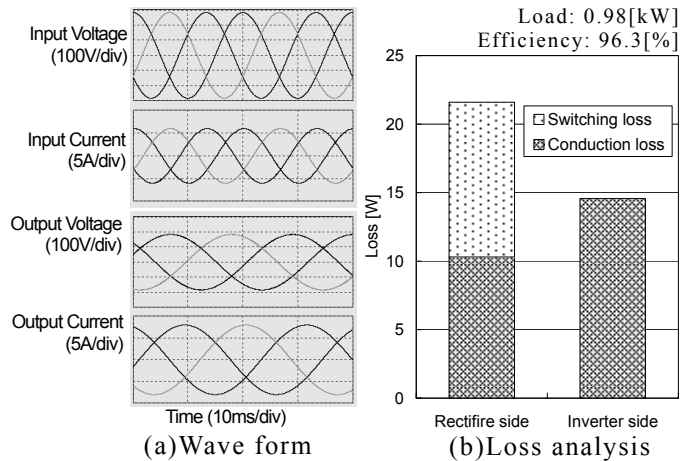 Input Voltage
(100V/div)
Input Current
(5A/div)
Output Voltage
(100V/div)
Output Current
(5A/div)
Time (10ms/div)
(a)Wave form
Load: 0.98[kW]
Efficiency: 96.3[%]
25
20
15
10
5
0
Loss [W]
Switching loss
Conduction loss
Rectifire side
Inverter side
(b)Loss analysis